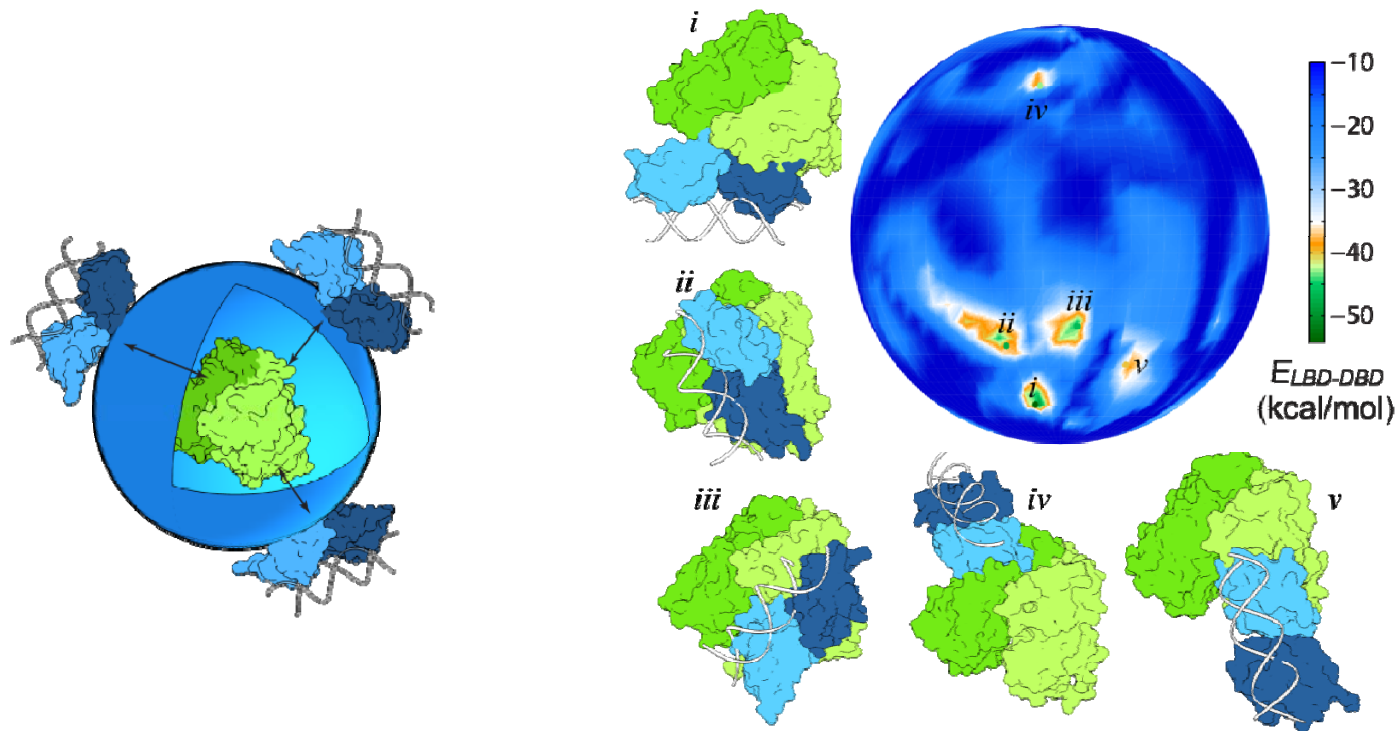 i
ii
iii
iv
v
iv
iii
ii
v
i
−10
−20
−30
−40
−50
E_LBD-DBD
(kcal/mol)